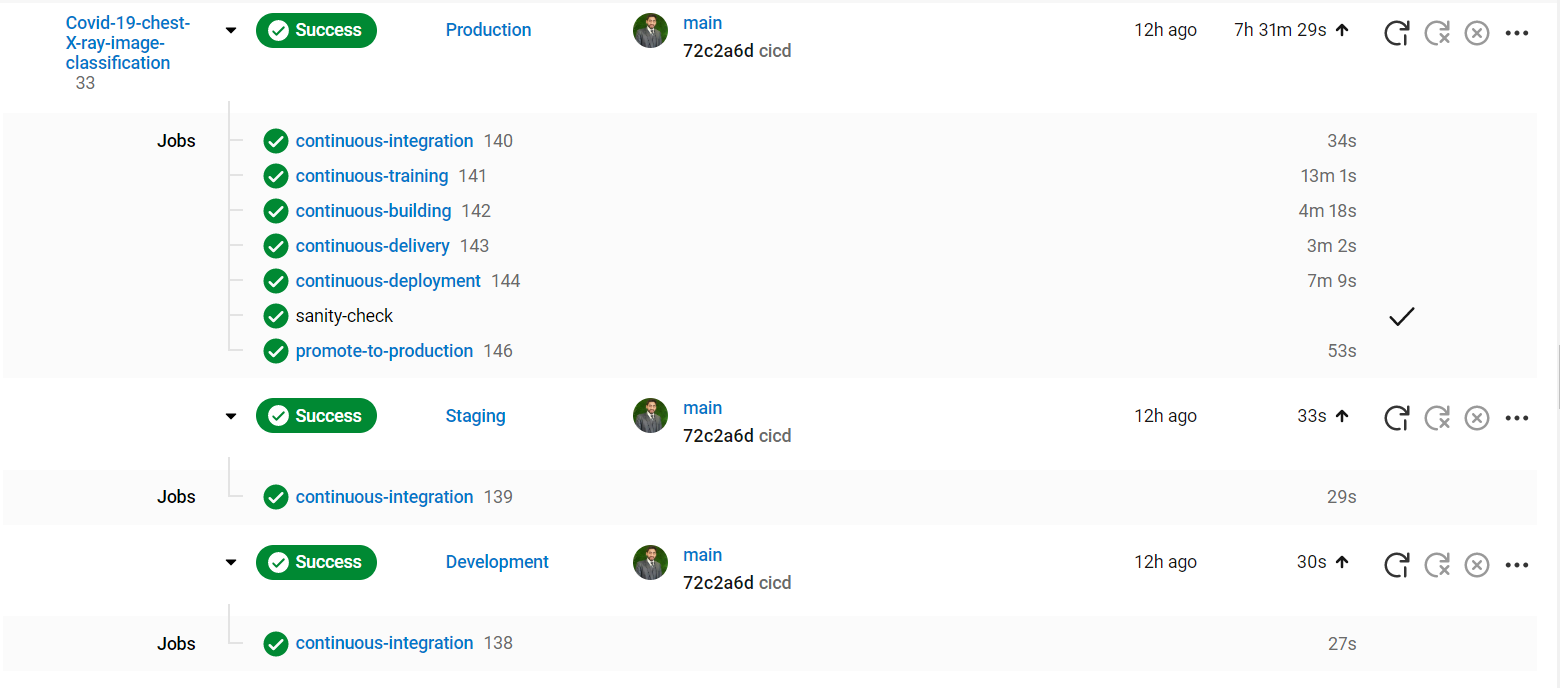 Covid-19-chest-
X-ray-image-
classification
33
Success Production main 12h ago 7h 31m 29s
72c2a6d cicd
Jobs continuous-integration 140 34s
continuous-training 141 13m 1s
continuous-building 142 4m 18s
continuous-delivery 143 3m 2s
continuous-deployment 144 7m 9s
sanity-check
promote-to-production 146 53s
Success Staging main 12h ago 33s
72c2a6d cicd
Jobs continuous-integration 139 29s
Success Development main 12h ago 30s
72c2a6d cicd
Jobs continuous-integration 138 27s